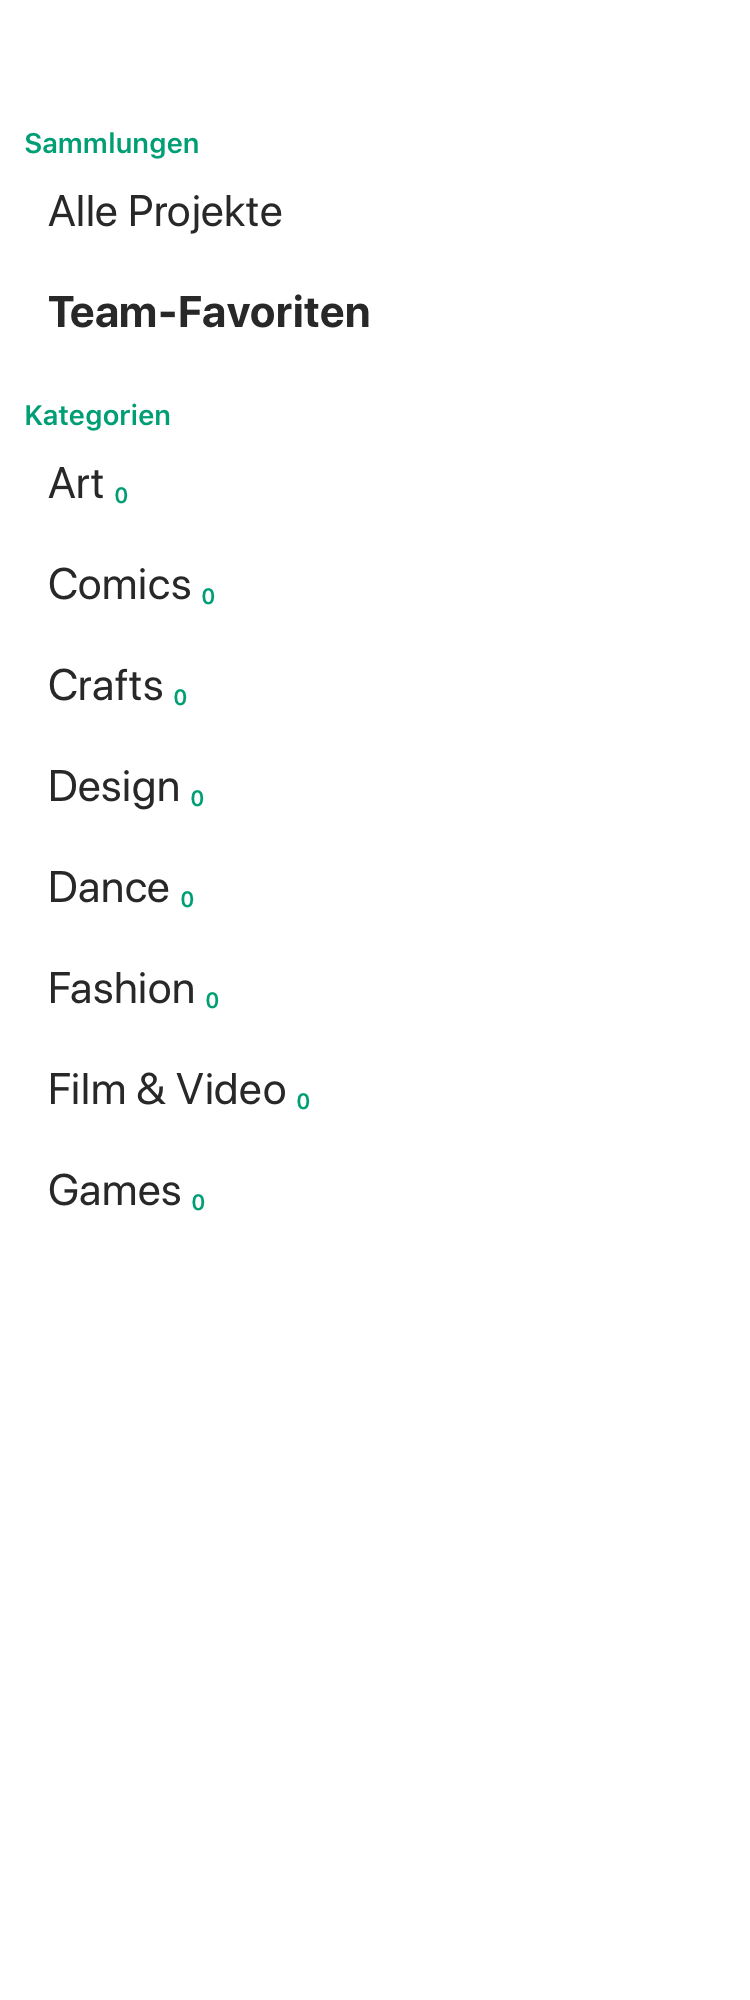 Sammlungen
Alle Projekte
Team-Favoriten
Kategorien
Art 0
Comics 0
Crafts 0
Design 0
Dance 0
Fashion 0
Film & Video 0
Games 0